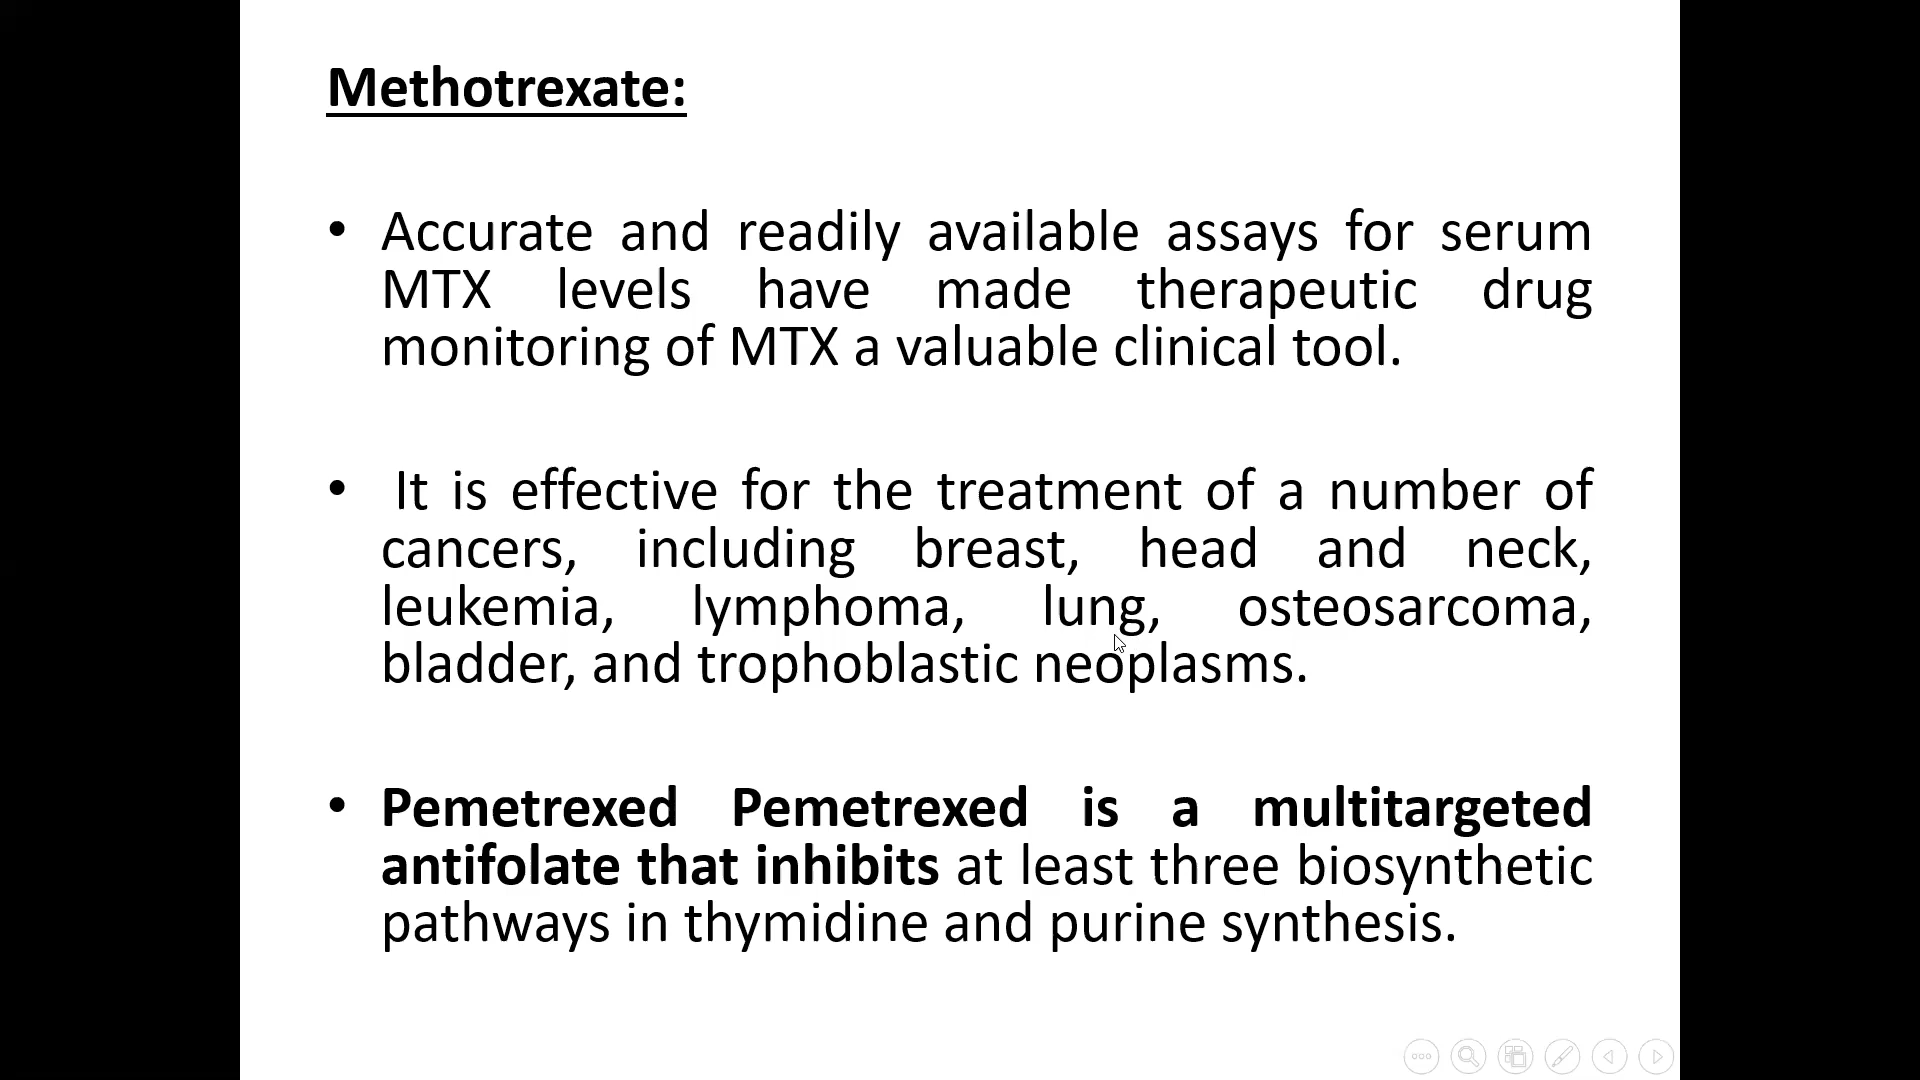 Methotrexate:
• Accurate and readily available assays for serum
MTX levels have made therapeutic drug
monitoring of MTX a valuable clinical tool.
• It is effective for the treatment of a number of
cancers, including breast, head and neck,
leukemia, lymphoma, lung, osteosarcoma,
bladder, and trophoblastic neoplasms.
• Pemetrexed Pemetrexed is a multitargeted
antifolate that inhibits at least three biosynthetic
pathways in thymidine and purine synthesis.